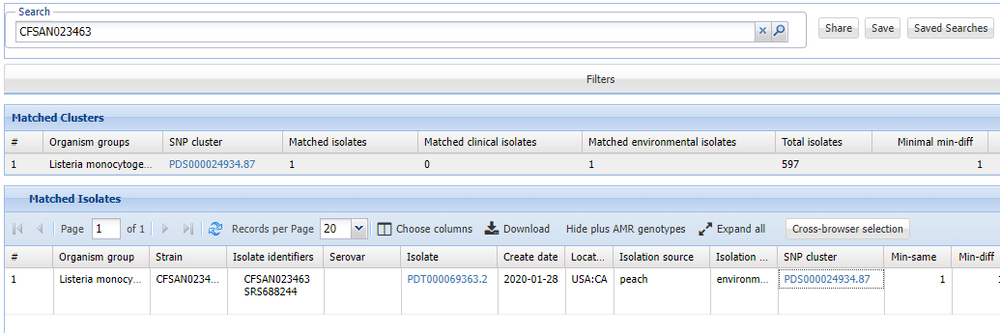 Search
CFSAN023463
Share Save Saved Searches
Filters
Matched Clusters
# Organism groups SNP cluster Matched isolates Matched clinical isolates Matched environmental isolates Total isolates Minimal min-diff
1 Listeria monocytoge... PDS000024934.87 1 0 1 597 1
Matched Isolates
Page 1 of 1 Records per Page 20 Choose columns Download Hide plus AMR genotypes Expand all Cross-browser selection
# Organism group Strain Isolate identifiers Serovar Isolate Create date Locat... Isolation source Isolation ... SNP cluster Min-same Min-diff
1 Listeria monocy... CFSAN0234... CFSAN023463 PDT000069363.2 2020-01-28 USA:CA peach environm... PDS000024934.87 1 1
SRS688244